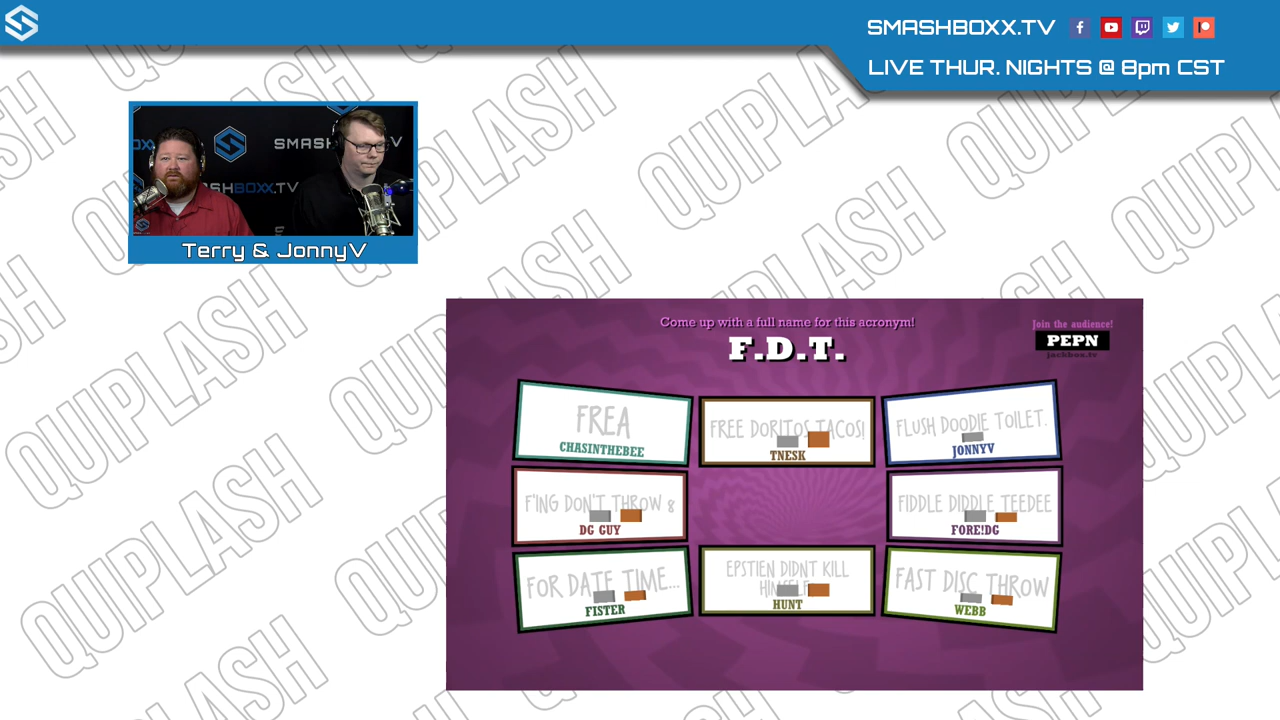 SMASHBOXX.TV
LIVE THUR. NIGHTS @ 8pm CST
SMASH
SHBOXX.TV
Terry & JonnyV
QUIPLASH
Come up with a full name for this acronym!
F.D.T.
Join the audience!
PEPN
jackbox.tv
FREA
CHASINTHEBEE
FREE DORITOS TACOS!
TNESK
FLUSH DOODIE TOILET.
JONNYV
F'ING DON'T THROW 8
DG GUY
FIDDLE DIDDLE TEEDEE
FORE!DG
FOR DATE TIME...
FISTER
EPSTIEN DIDNT KILL
HIMSELF
HUNT
FAST DISC THROW
WEBB